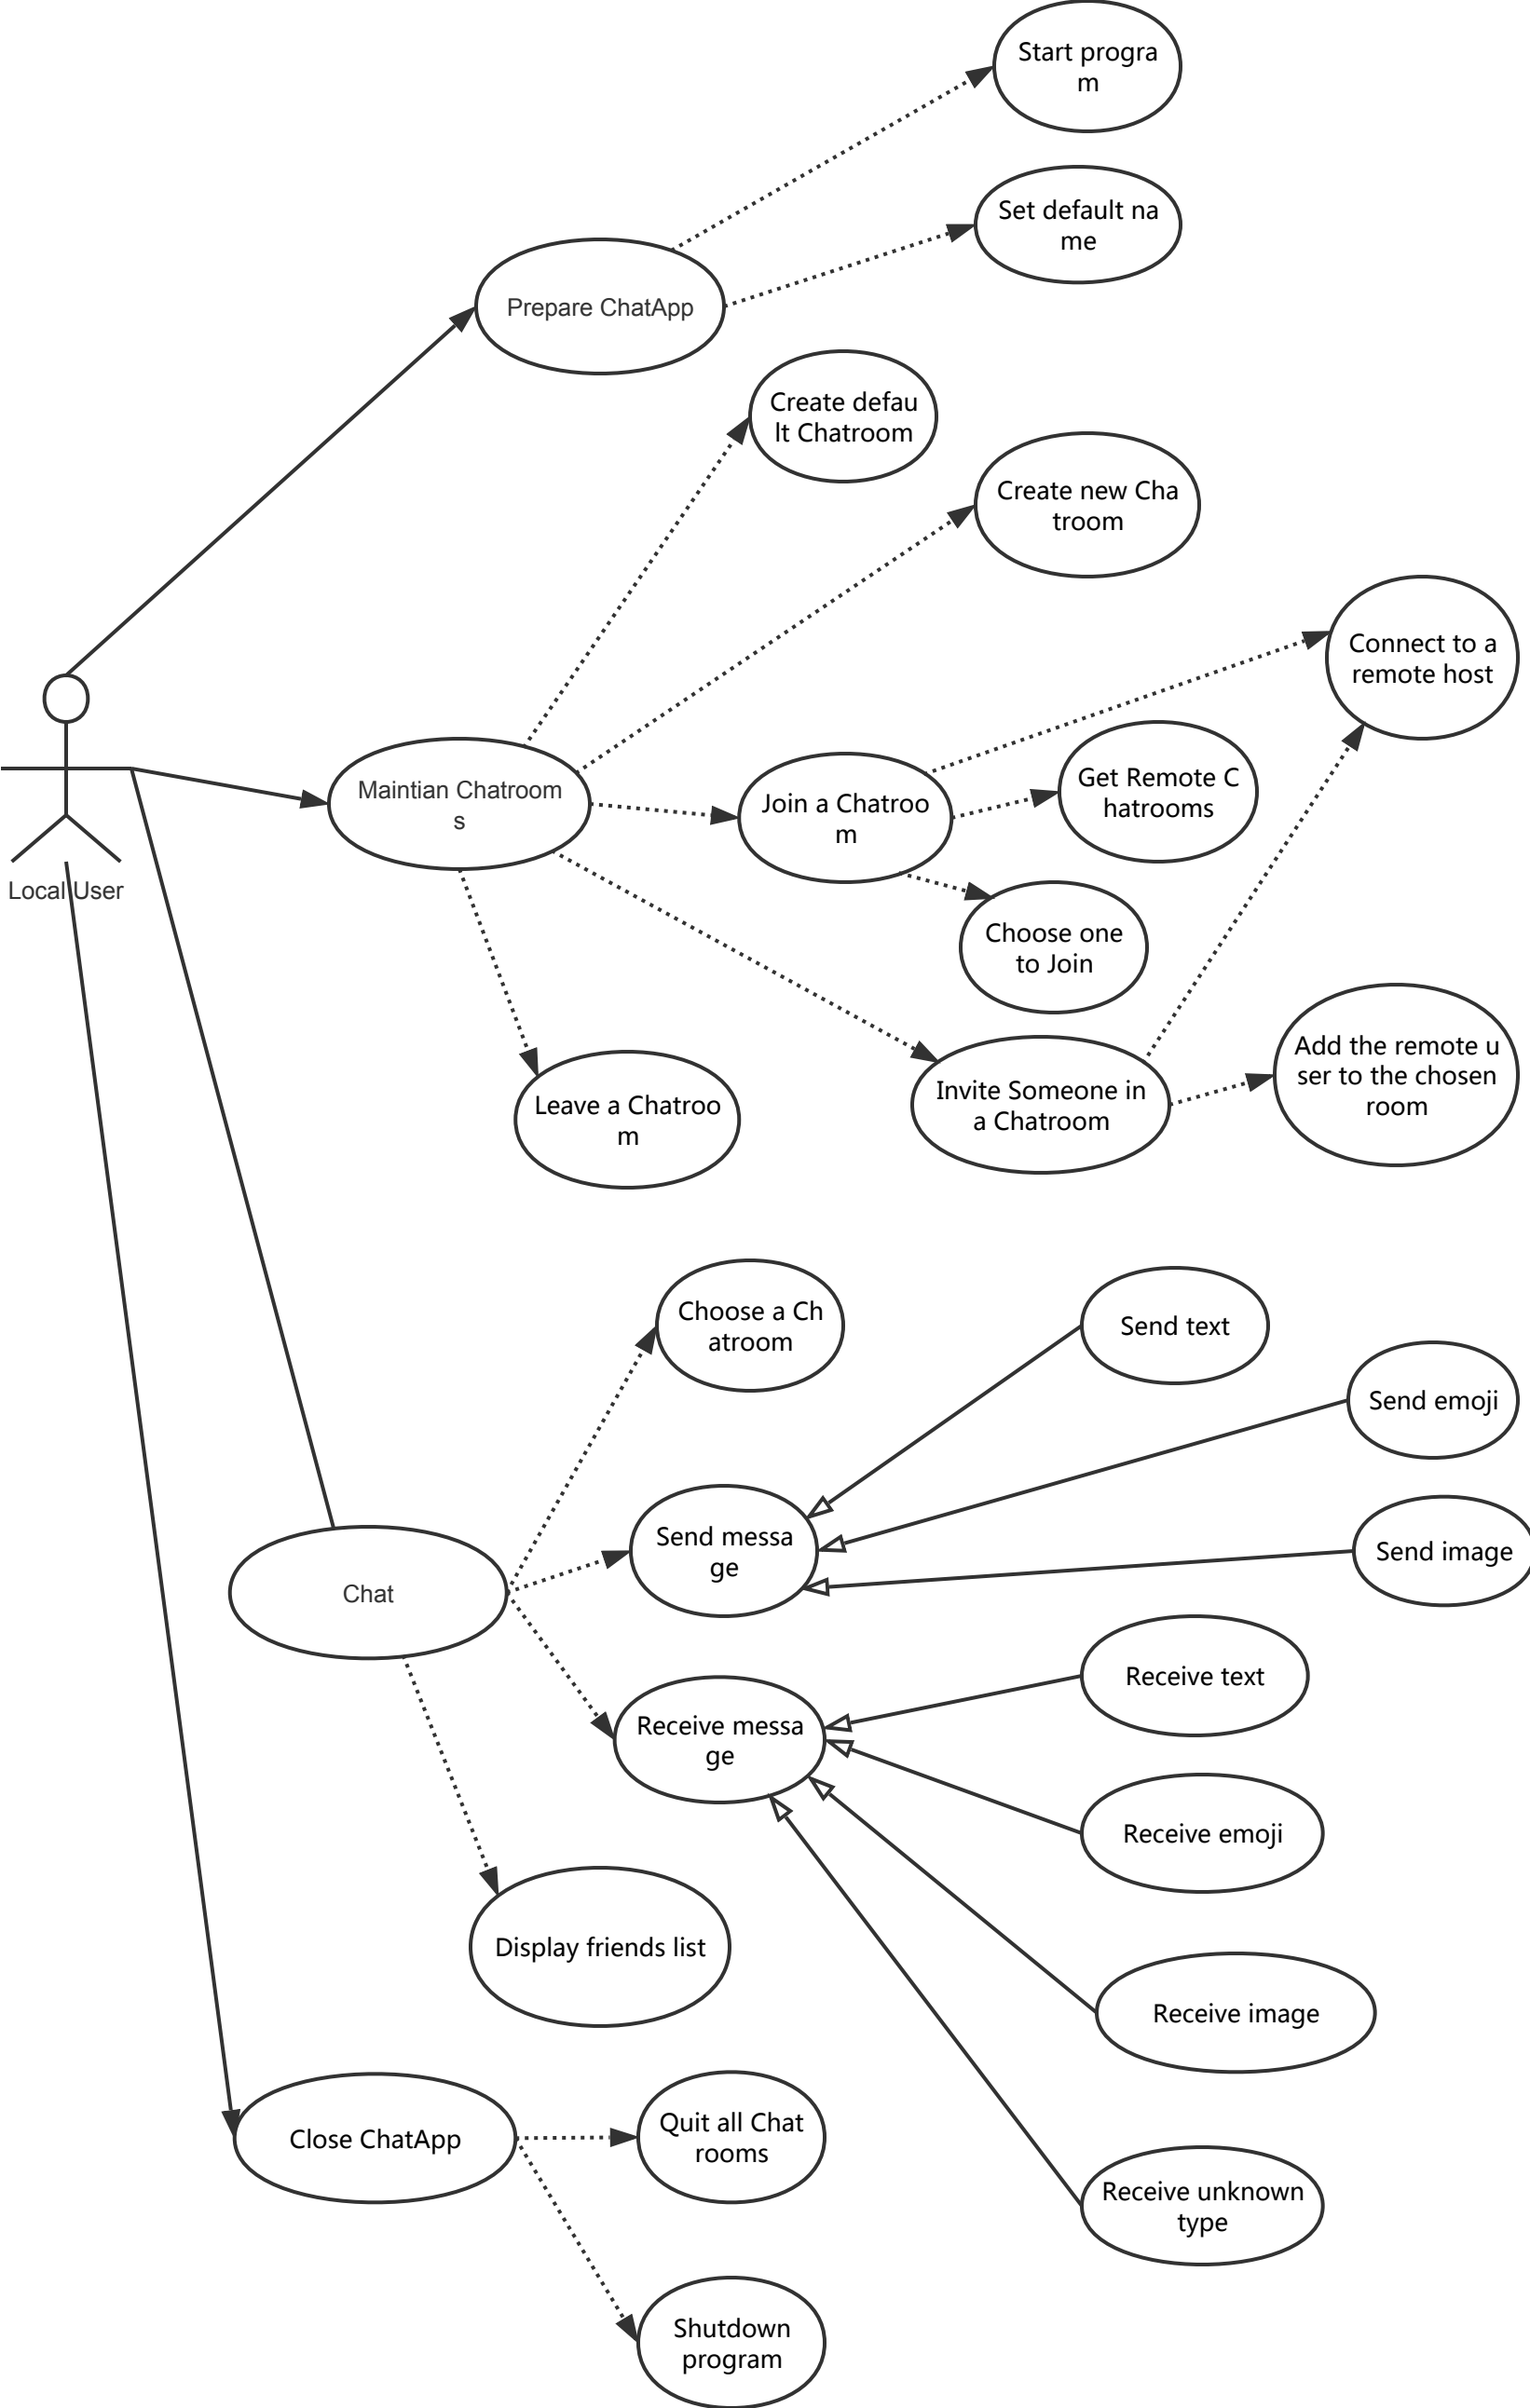 Start progra
m
Set default na
me
Prepare ChatApp
Create defau
lt Chatroom
Create new Cha
troom
Connect to a
remote host
Maintian Chatroom
s
Join a Chatroo
m
Get Remote C
hatrooms
Local User
Choose one
to Join
Leave a Chatroo
m
Invite Someone in
a Chatroom
Add the remote u
ser to the chosen
room
Choose a Ch
atroom
Send text
Send emoji
Send messa
ge
Send image
Chat
Receive text
Receive messa
ge
Receive emoji
Display friends list
Receive image
Close ChatApp
Quit all Chat
rooms
Receive unknown
type
Shutdown
program